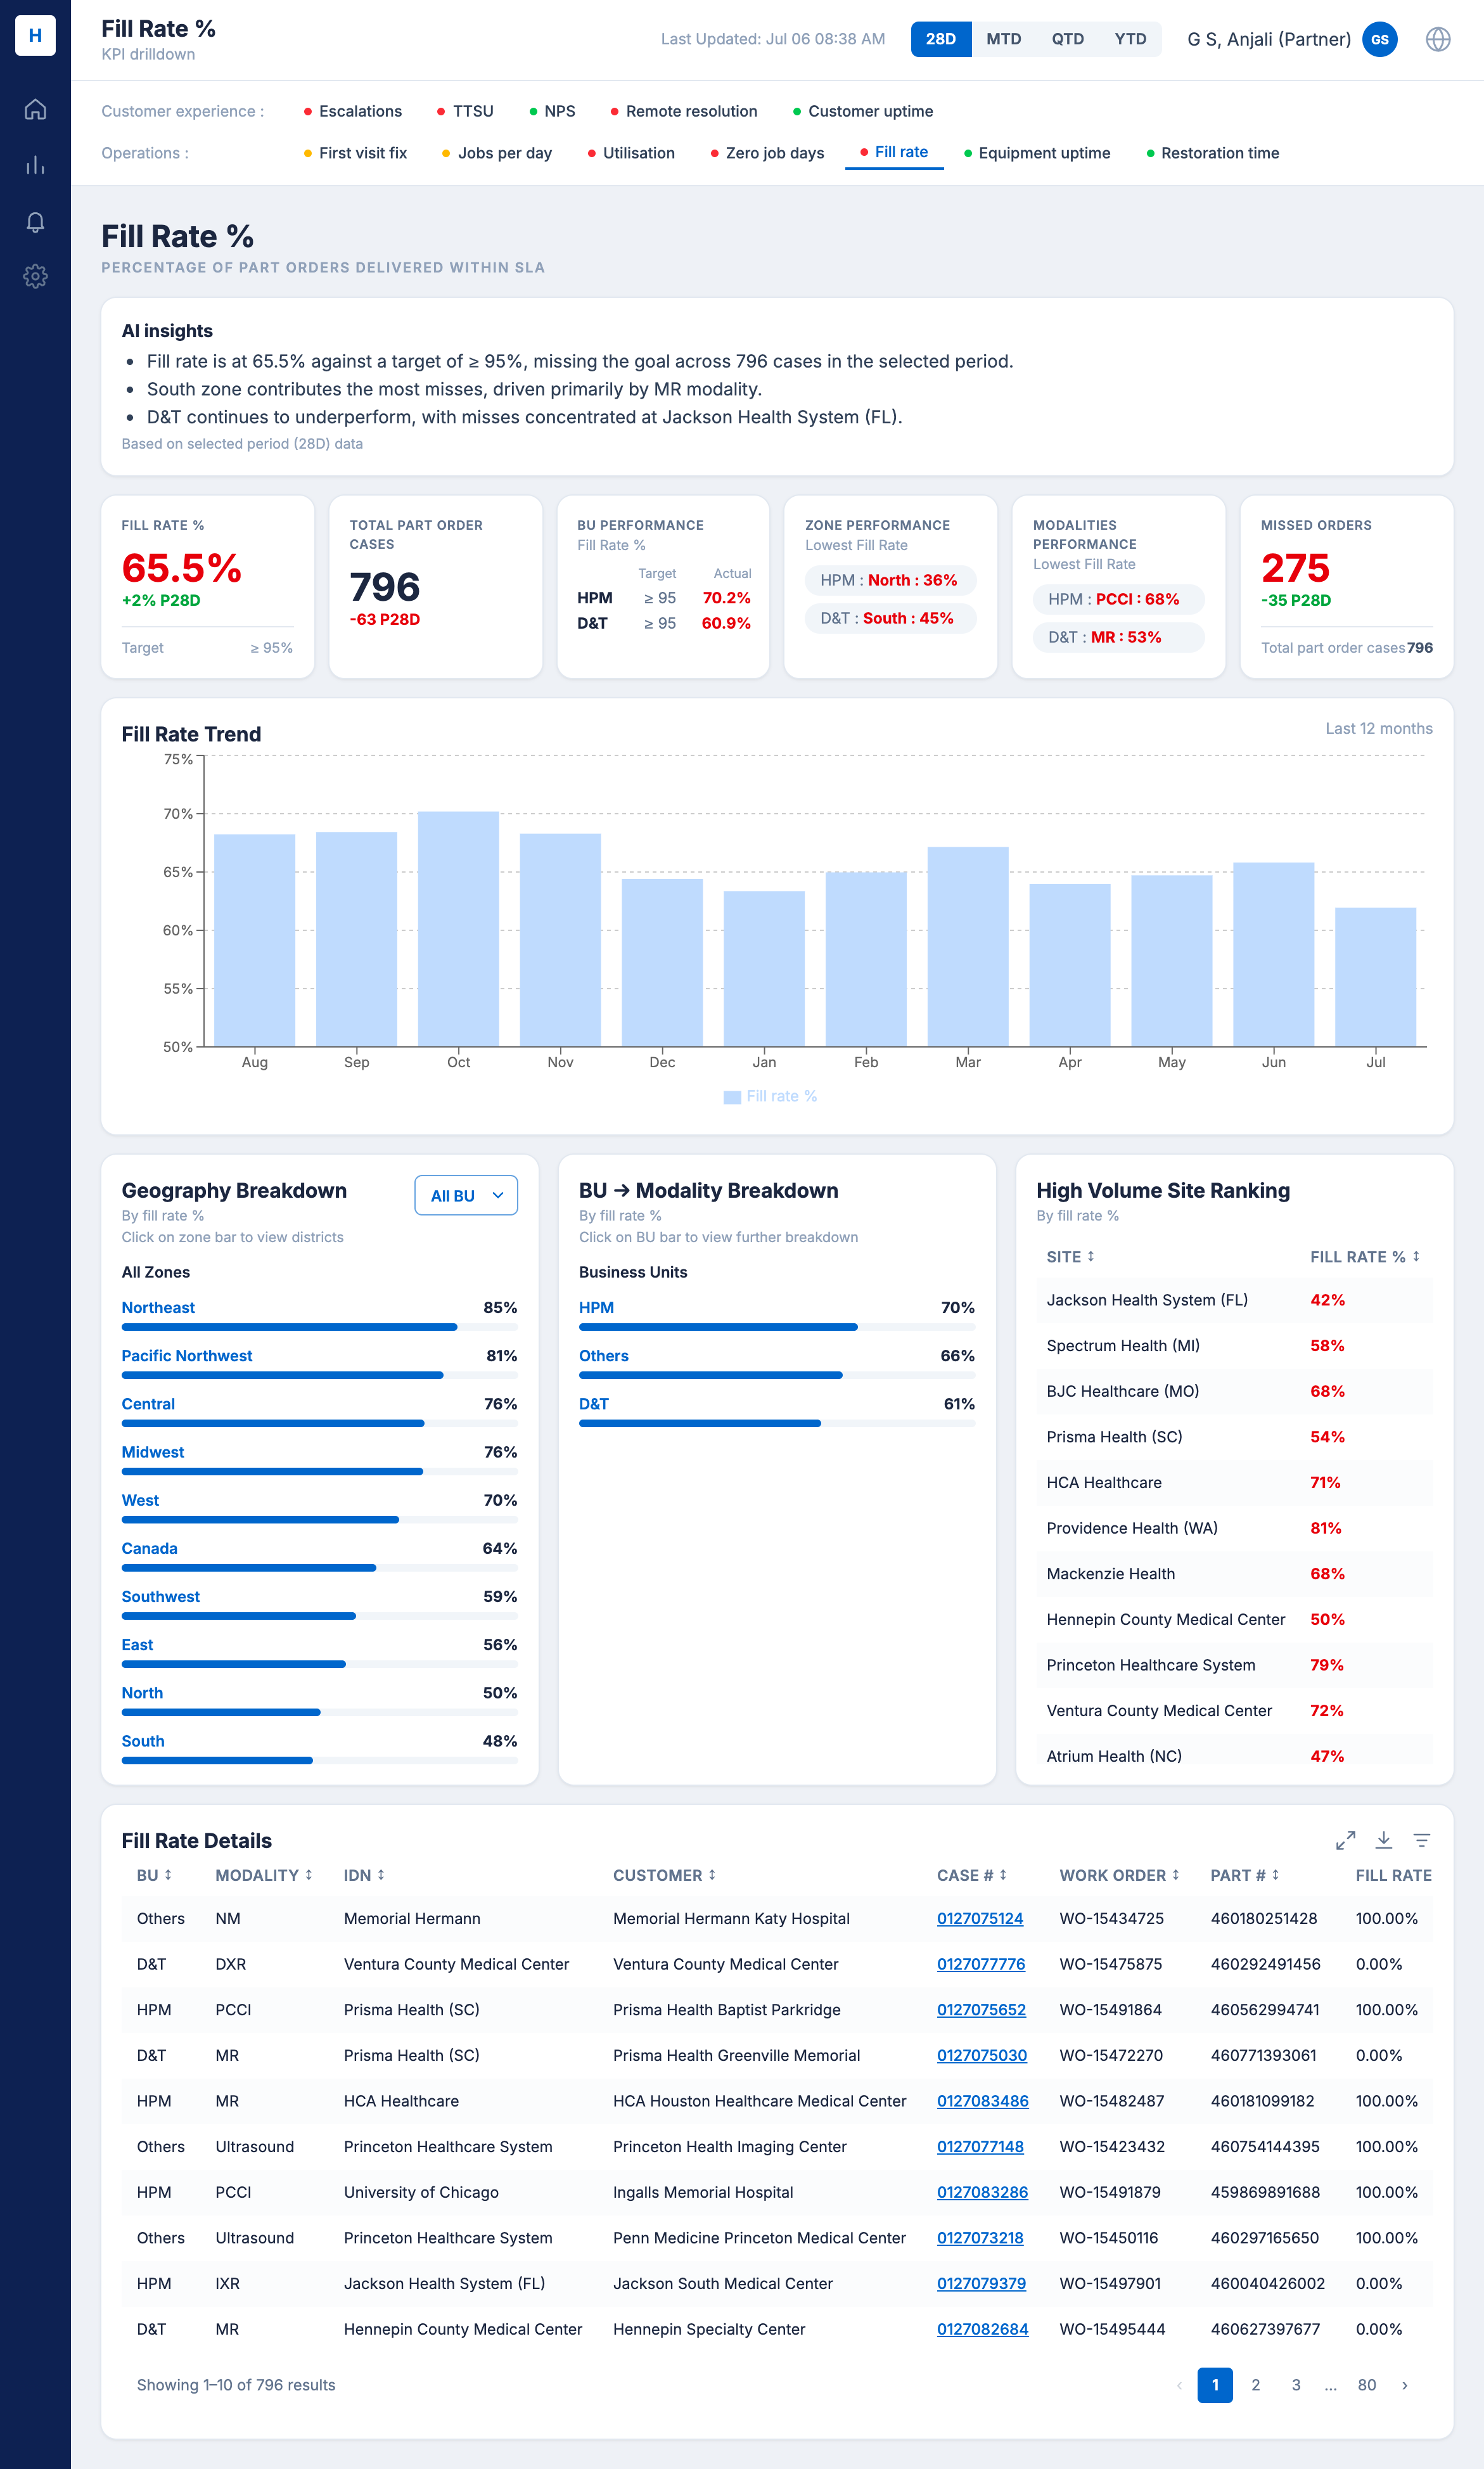 H
Fill Rate %
KPI drilldown
Last Updated: Jul 06 08:38 AM
28D MTD QTD YTD
G S, Anjali (Partner) GS
Customer experience : Escalations TTSU NPS Remote resolution Customer uptime
Operations : First visit fix Jobs per day Utilisation Zero job days Fill rate Equipment uptime Restoration time
Fill Rate %
PERCENTAGE OF PART ORDERS DELIVERED WITHIN SLA
AI insights
• Fill rate is at 65.5% against a target of ≥ 95%, missing the goal across 796 cases in the selected period.
• South zone contributes the most misses, driven primarily by MR modality.
• D&T continues to underperform, with misses concentrated at Jackson Health System (FL).
Based on selected period (28D) data
FILL RATE %
65.5%
+2% P28D
Target ≥ 95%
TOTAL PART ORDER
CASES
796
-63 P28D
BU PERFORMANCE
Fill Rate %
Target Actual
HPM ≥ 95 70.2%
D&T ≥ 95 60.9%
ZONE PERFORMANCE
Lowest Fill Rate
HPM : North : 36%
D&T : South : 45%
MODALITIES
PERFORMANCE
Lowest Fill Rate
HPM : PCCI : 68%
D&T : MR : 53%
MISSED ORDERS
275
-35 P28D
Total part order cases 796
Fill Rate Trend
Last 12 months
75%
70%
65%
60%
55%
50%
Aug Sep Oct Nov Dec Jan Feb Mar Apr May Jun Jul
Fill rate %
Geography Breakdown
All BU
By fill rate %
Click on zone bar to view districts
All Zones
Northeast 85%
Pacific Northwest 81%
Central 76%
Midwest 76%
West 70%
Canada 64%
Southwest 59%
East 56%
North 50%
South 48%
BU → Modality Breakdown
By fill rate %
Click on BU bar to view further breakdown
Business Units
HPM 70%
Others 66%
D&T 61%
High Volume Site Ranking
By fill rate %
SITE ↕ FILL RATE % ↕
Jackson Health System (FL) 42%
Spectrum Health (MI) 58%
BJC Healthcare (MO) 68%
Prisma Health (SC) 54%
HCA Healthcare 71%
Providence Health (WA) 81%
Mackenzie Health 68%
Hennepin County Medical Center 50%
Princeton Healthcare System 79%
Ventura County Medical Center 72%
Atrium Health (NC) 47%
Fill Rate Details
BU ↕ MODALITY ↕ IDN ↕ CUSTOMER ↕ CASE # ↕ WORK ORDER ↕ PART # ↕ FILL RATE
Others NM Memorial Hermann Memorial Hermann Katy Hospital 0127075124 WO-15434725 460180251428 100.00%
D&T DXR Ventura County Medical Center Ventura County Medical Center 0127077776 WO-15475875 460292491456 0.00%
HPM PCCI Prisma Health (SC) Prisma Health Baptist Parkridge 0127075652 WO-15491864 460562994741 100.00%
D&T MR Prisma Health (SC) Prisma Health Greenville Memorial 0127075030 WO-15472270 460771393061 0.00%
HPM MR HCA Healthcare HCA Houston Healthcare Medical Center 0127083486 WO-15482487 460181099182 100.00%
Others Ultrasound Princeton Healthcare System Princeton Health Imaging Center 0127077148 WO-15423432 460754144395 100.00%
HPM PCCI University of Chicago Ingalls Memorial Hospital 0127083286 WO-15491879 459869891688 100.00%
Others Ultrasound Princeton Healthcare System Penn Medicine Princeton Medical Center 0127073218 WO-15450116 460297165650 100.00%
HPM IXR Jackson Health System (FL) Jackson South Medical Center 0127079379 WO-15497901 460040426002 0.00%
D&T MR Hennepin County Medical Center Hennepin Specialty Center 0127082684 WO-15495444 460627397677 0.00%
Showing 1–10 of 796 results
‹ 1 2 3 ... 80 ›